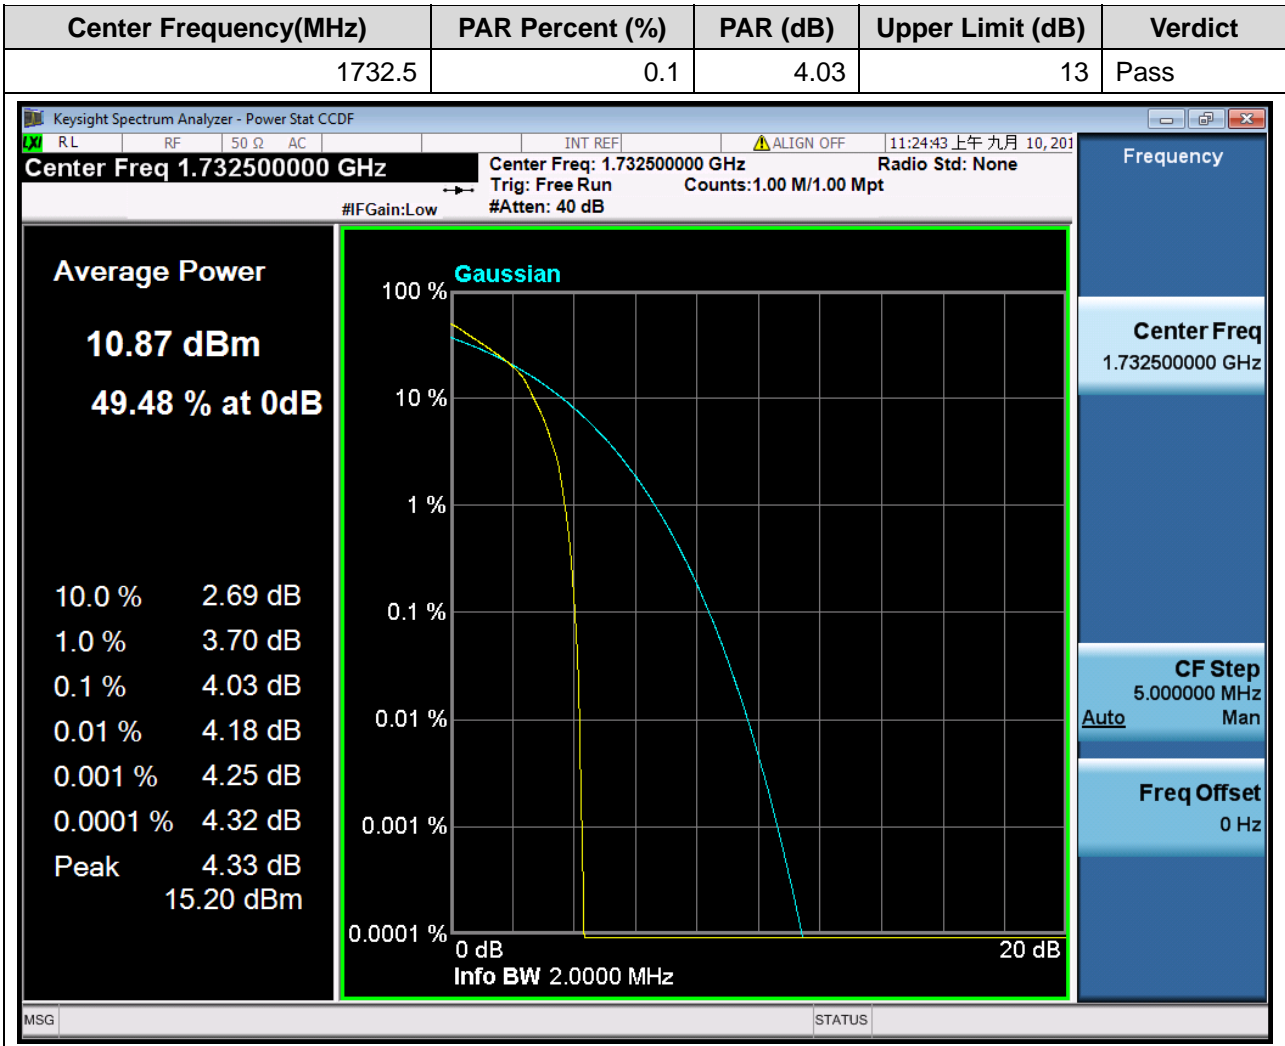 Center Frequency(MHz) PAR Percent (%) PAR (dB) Upper Limit (dB) Verdict
1732.5 0.1 4.03 13 Pass
Keysight Spectrum Analyzer - Power Stat CCDF
LXI RL RF 50 Ω AC INT REF ALIGN OFF 11:24:43 上午 九月 10, 201
Center Freq 1.732500000 GHz
Center Freq: 1.732500000 GHz Radio Std: None
Trig: Free Run Counts:1.00 M/1.00 Mpt
#IFGain:Low #Atten: 40 dB
Frequency
Average Power
10.87 dBm
49.48 % at 0dB
10.0 % 2.69 dB
1.0 % 3.70 dB
0.1 % 4.03 dB
0.01 % 4.18 dB
0.001 % 4.25 dB
0.0001 % 4.32 dB
Peak 4.33 dB
15.20 dBm
Gaussian
100 %
10 %
1 %
0.1 %
0.01 %
0.001 %
0.0001 %
0 dB 20 dB
Info BW 2.0000 MHz
Center Freq
1.732500000 GHz
CF Step
5.000000 MHz
Auto Man
Freq Offset
0 Hz
MSG STATUS